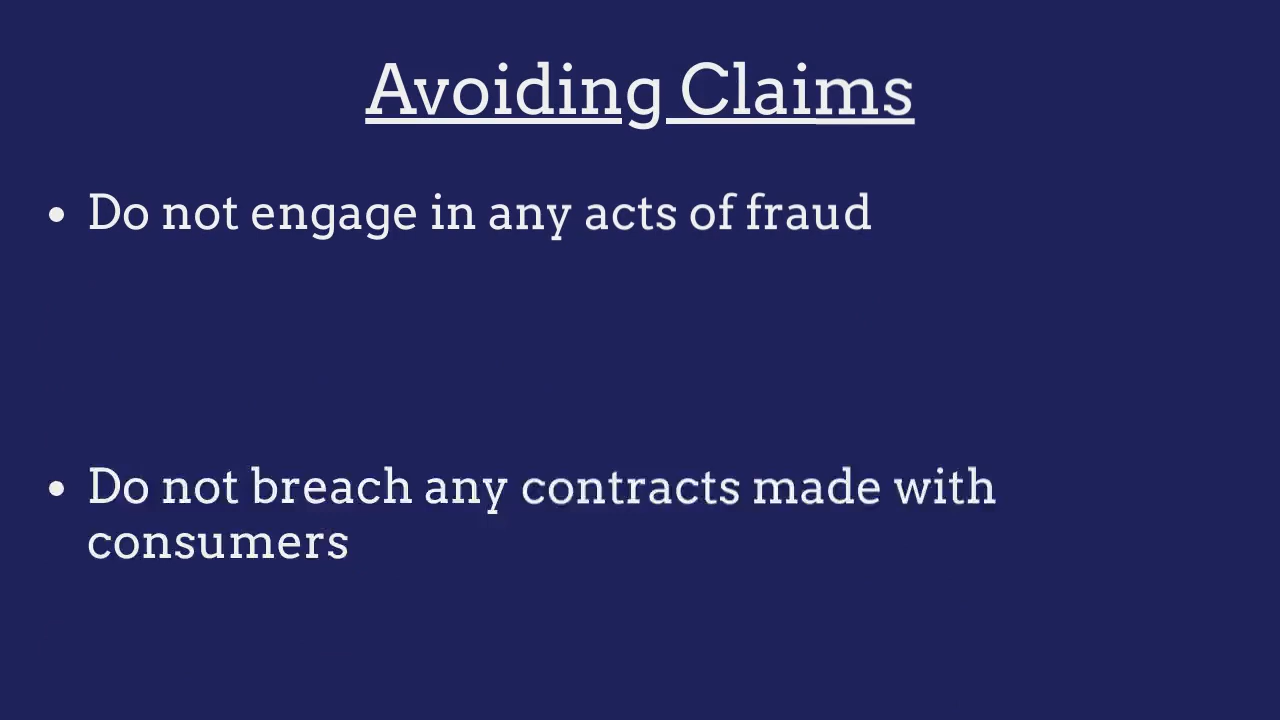 Avoiding Claims
• Do not engage in any acts of fraud
• Do not breach any contracts made with
consumers